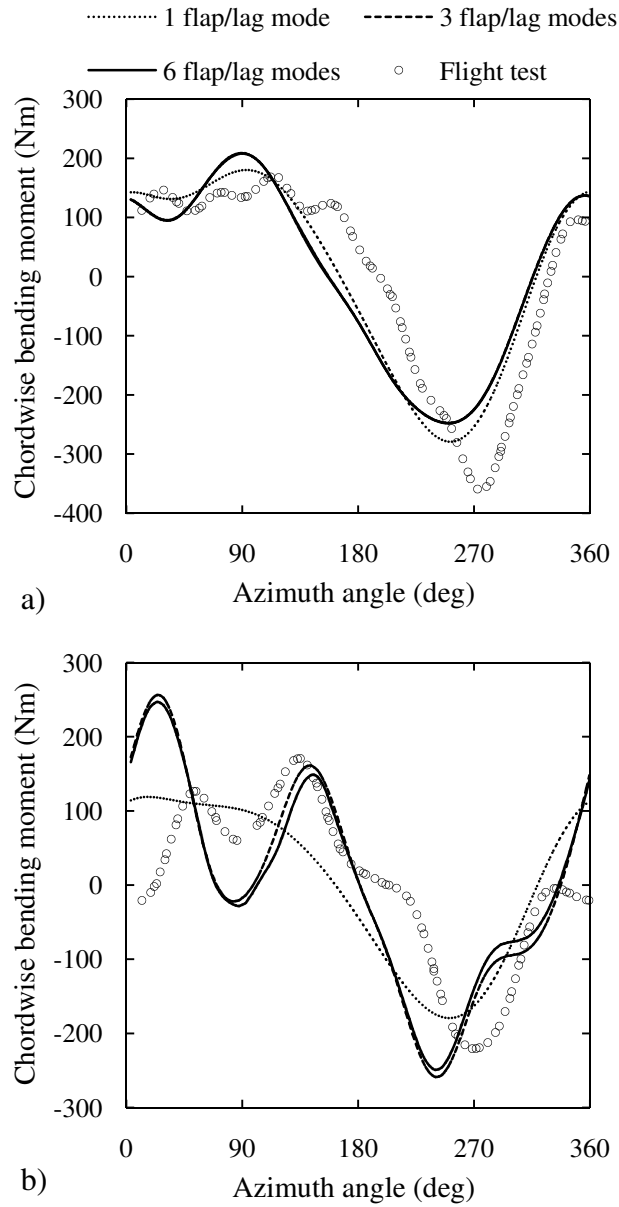 1 flap/lag mode 3 flap/lag modes
6 flap/lag modes Flight test
300
200
100
0
-100
-200
-300
-400
Chordwise bending moment (Nm)
0 90 180 270 360
Azimuth angle (deg)
a)
300
200
100
0
-100
-200
-300
Chordwise bending moment (Nm)
0 90 180 270 360
Azimuth angle (deg)
b)